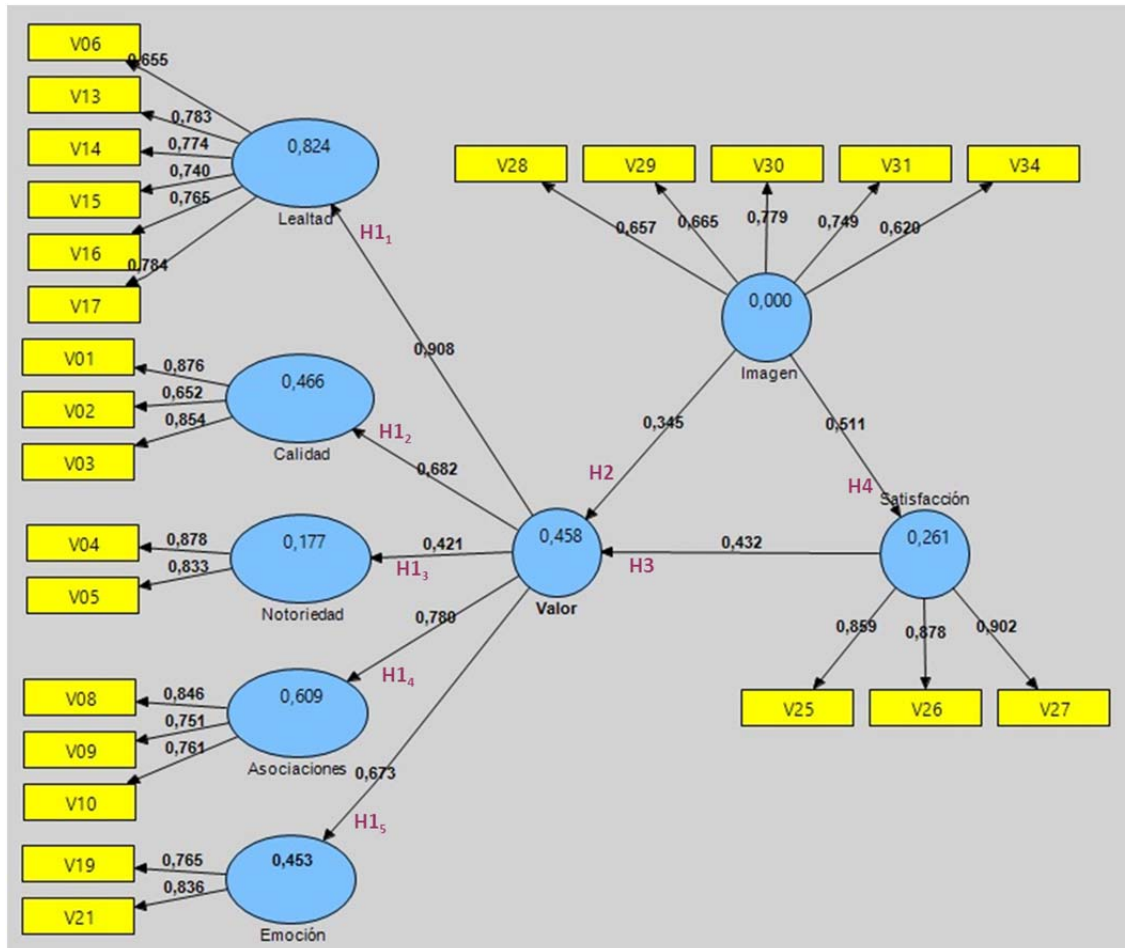 V06
0,655
V13
0,783
V14
0,774
V15
0,740
V16
0,765
V17
0,784
0,824
Lealtad
H1₁
0,908
V28
V29
V30
V31
V34
0,657
0,665
0,779
0,749
0,620
0,000
Imagen
V01
0,876
V02
0,652
V03
0,854
0,466
Calidad
H1₂
0,682
0,345
H2
0,511
H4
Satisfacción
0,261
V04
0,878
V05
0,833
0,177
Notoriedad
0,421
H1₃
0,458
Valor
0,432
H3
0,859
0,878
0,902
V25
V26
V27
V08
0,846
V09
0,751
V10
0,761
0,609
Asociaciones
0,780
H1₄
0,673
H1₅
V19
0,765
V21
0,836
0,453
Emoción